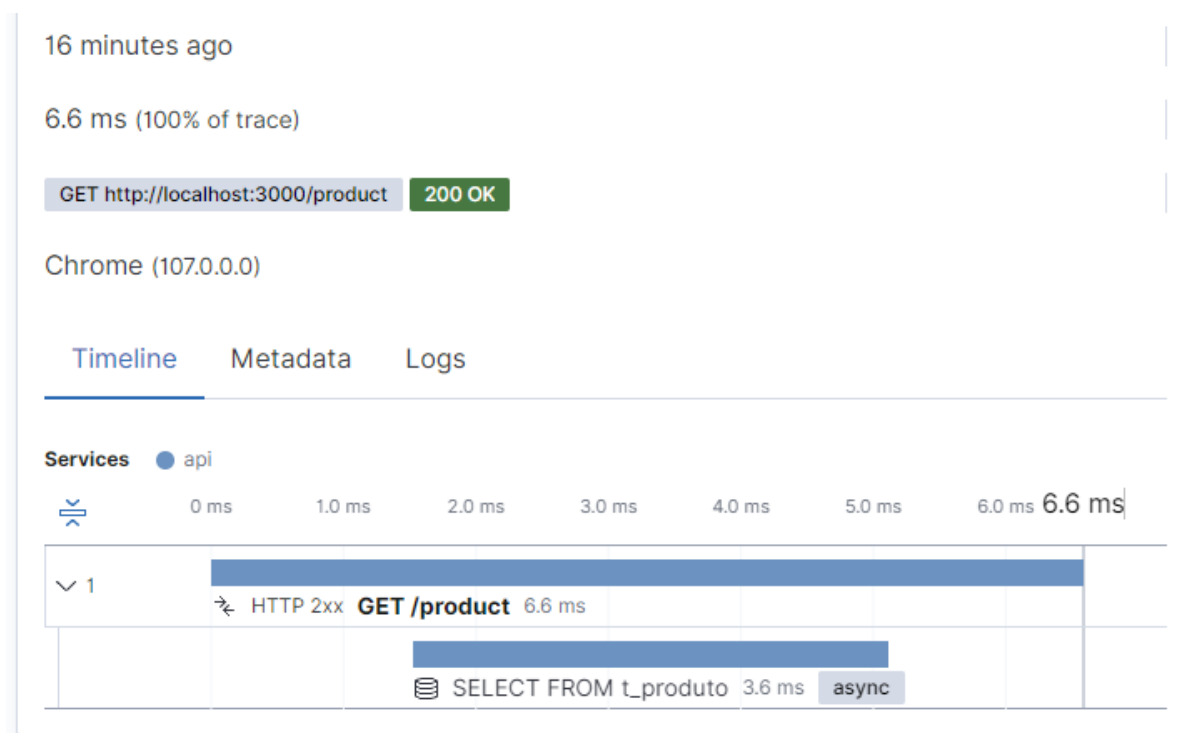 16 minutes ago
6.6 ms (100% of trace)
GET http://localhost:3000/product 200 OK
Chrome (107.0.0.0)
Timeline Metadata Logs
Services api
0 ms 1.0 ms 2.0 ms 3.0 ms 4.0 ms 5.0 ms 6.0 ms 6.6 ms
1
HTTP 2xx GET /product 6.6 ms
SELECT FROM t_produto 3.6 ms async